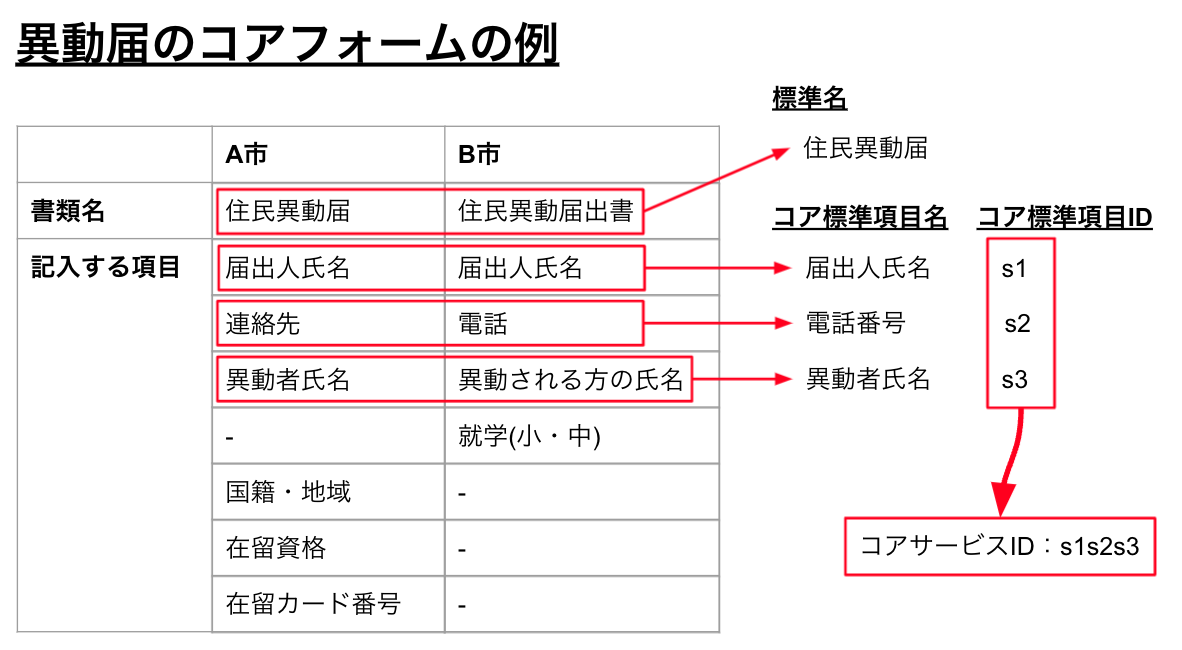 異動届のコアフォームの例
標準名
住民異動届
A市 B市
書類名 住民異動届 住民異動届出書
コア標準項目名 コア標準項目ID
記入する項目 届出人氏名 届出人氏名 届出人氏名 s1
連絡先 電話 電話番号 s2
異動者氏名 異動される方の氏名 異動者氏名 s3
- 就学(小・中)
国籍・地域 -
在留資格 -
コアサービスID：s1s2s3
在留カード番号 -